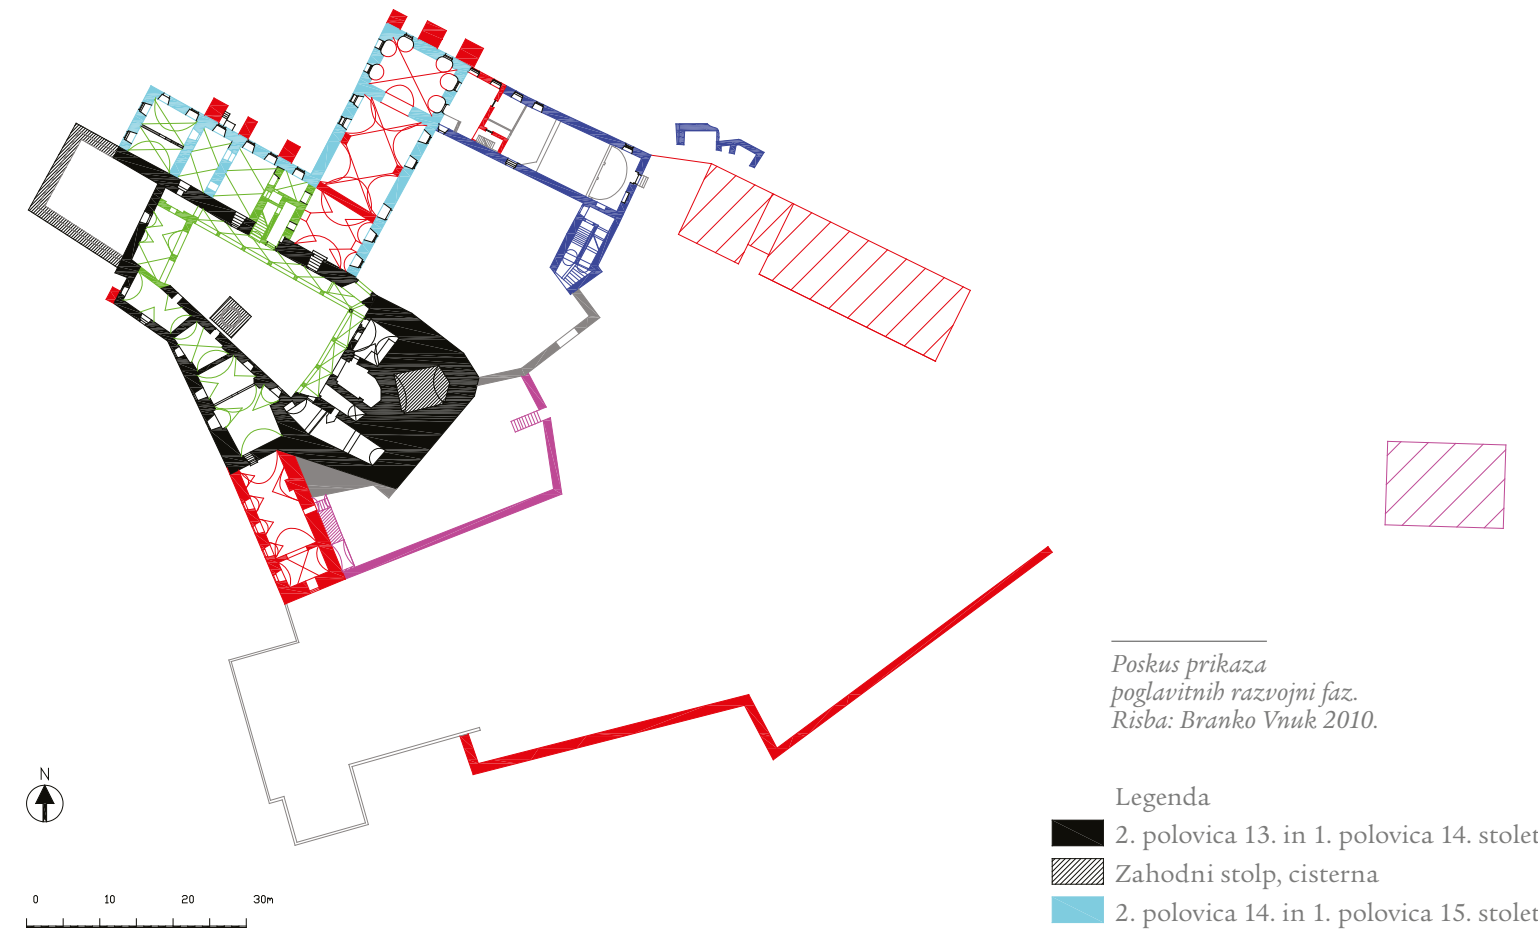 Poskus prikaza
poglavitnih razvojni faz.
Risba: Branko Vnuk 2010.
N
Legenda
2. polovica 13. in 1. polovica 14. stolet
Zahodni stolp, cisterna
2. polovica 14. in 1. polovica 15. stolet
0 10 20 30m